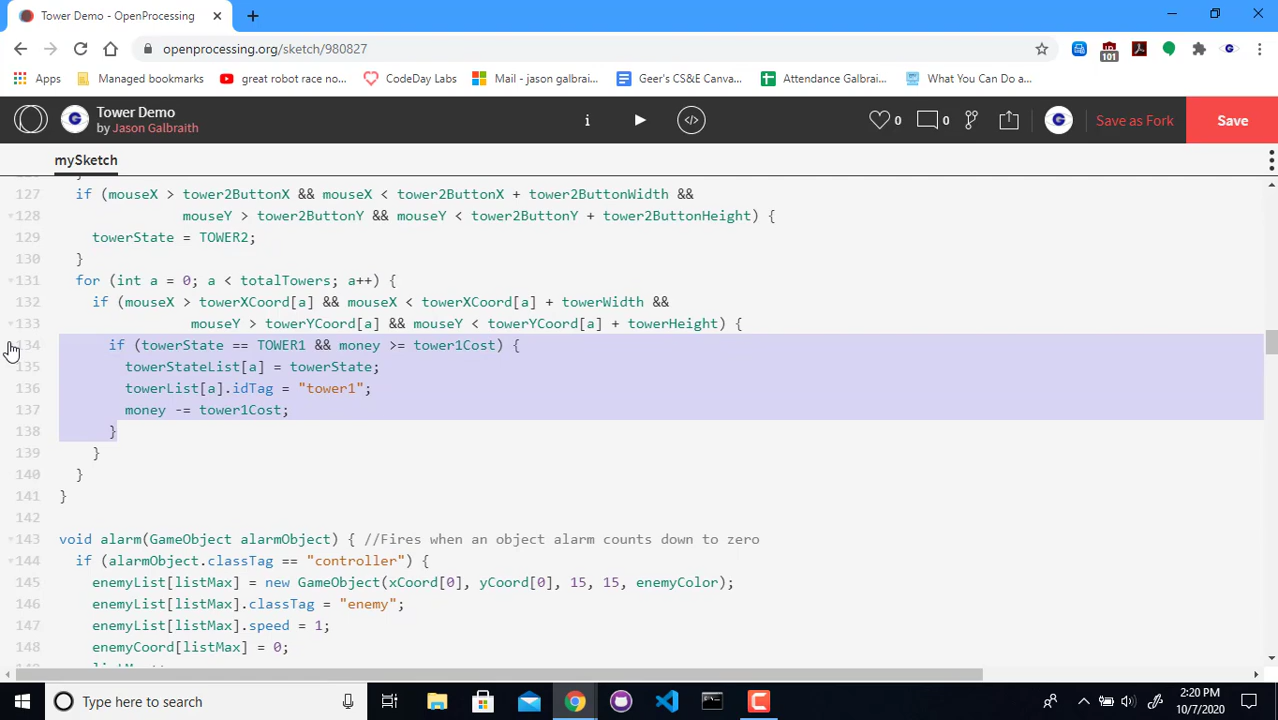 Tower Demo - OpenProcessing
openprocessing.org/sketch/980827
101
Apps
Managed bookmarks
great robot race no...
CodeDay Labs
Mail - jason galbrai...
Geer's CS&E Canva...
Attendance Galbrai...
What You Can Do a...
Tower Demo
by Jason Galbraith
0
0
Save as Fork
Save
mySketch
127 if (mouseX > tower2ButtonX && mouseX < tower2ButtonX + tower2ButtonWidth &&
128 mouseY > tower2ButtonY && mouseY < tower2ButtonY + tower2ButtonHeight) {
129 towerState = TOWER2;
130 }
131 for (int a = 0; a < totalTowers; a++) {
132 if (mouseX > towerXCoord[a] && mouseX < towerXCoord[a] + towerWidth &&
133 mouseY > towerYCoord[a] && mouseY < towerYCoord[a] + towerHeight) {
134 if (towerState == TOWER1 && money >= tower1Cost) {
135 towerStateList[a] = towerState;
136 towerList[a].idTag = "tower1";
137 money -= tower1Cost;
138 }
139 }
140 }
141 }
142
143 void alarm(GameObject alarmObject) { //Fires when an object alarm counts down to zero
144 if (alarmObject.classTag == "controller") {
145 enemyList[listMax] = new GameObject(xCoord[0], yCoord[0], 15, 15, enemyColor);
146 enemyList[listMax].classTag = "enemy";
147 enemyList[listMax].speed = 1;
148 enemyCoord[listMax] = 0;
Type here to search
2:20 PM
10/7/2020